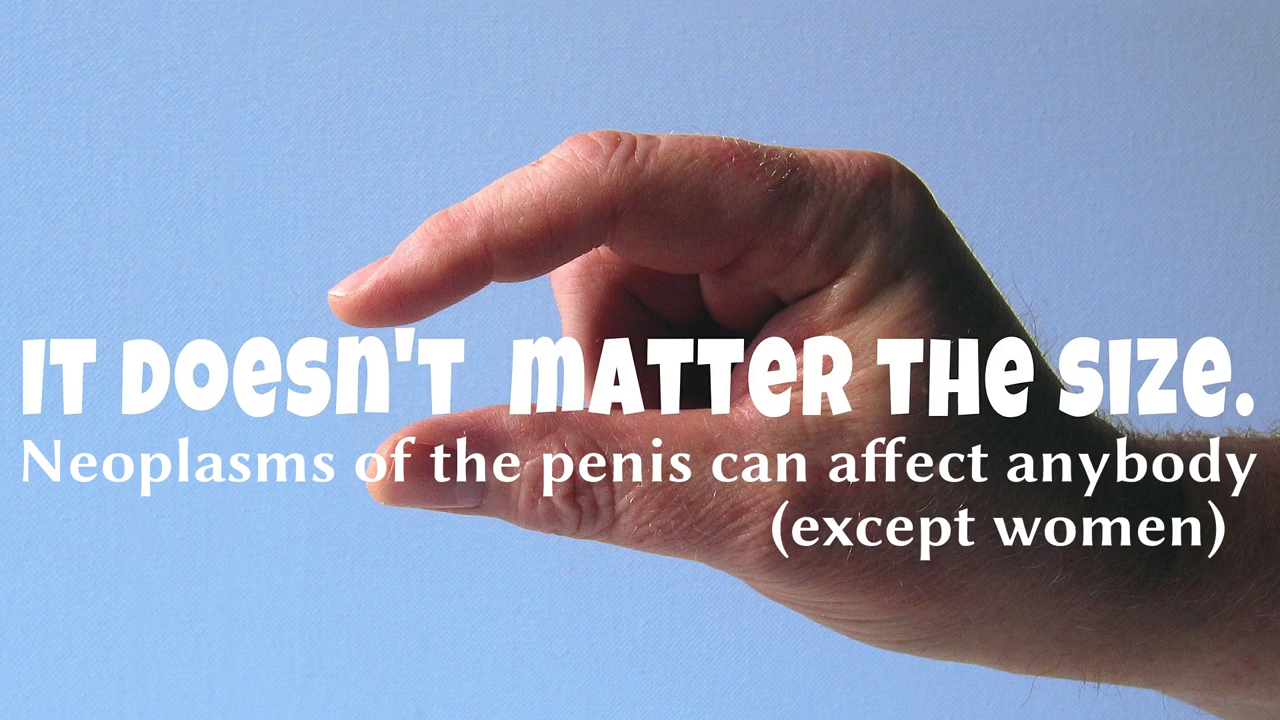 IT DOESN'T MATTER THE SIZE.
Neoplasms of the penis can affect anybody
(except women)